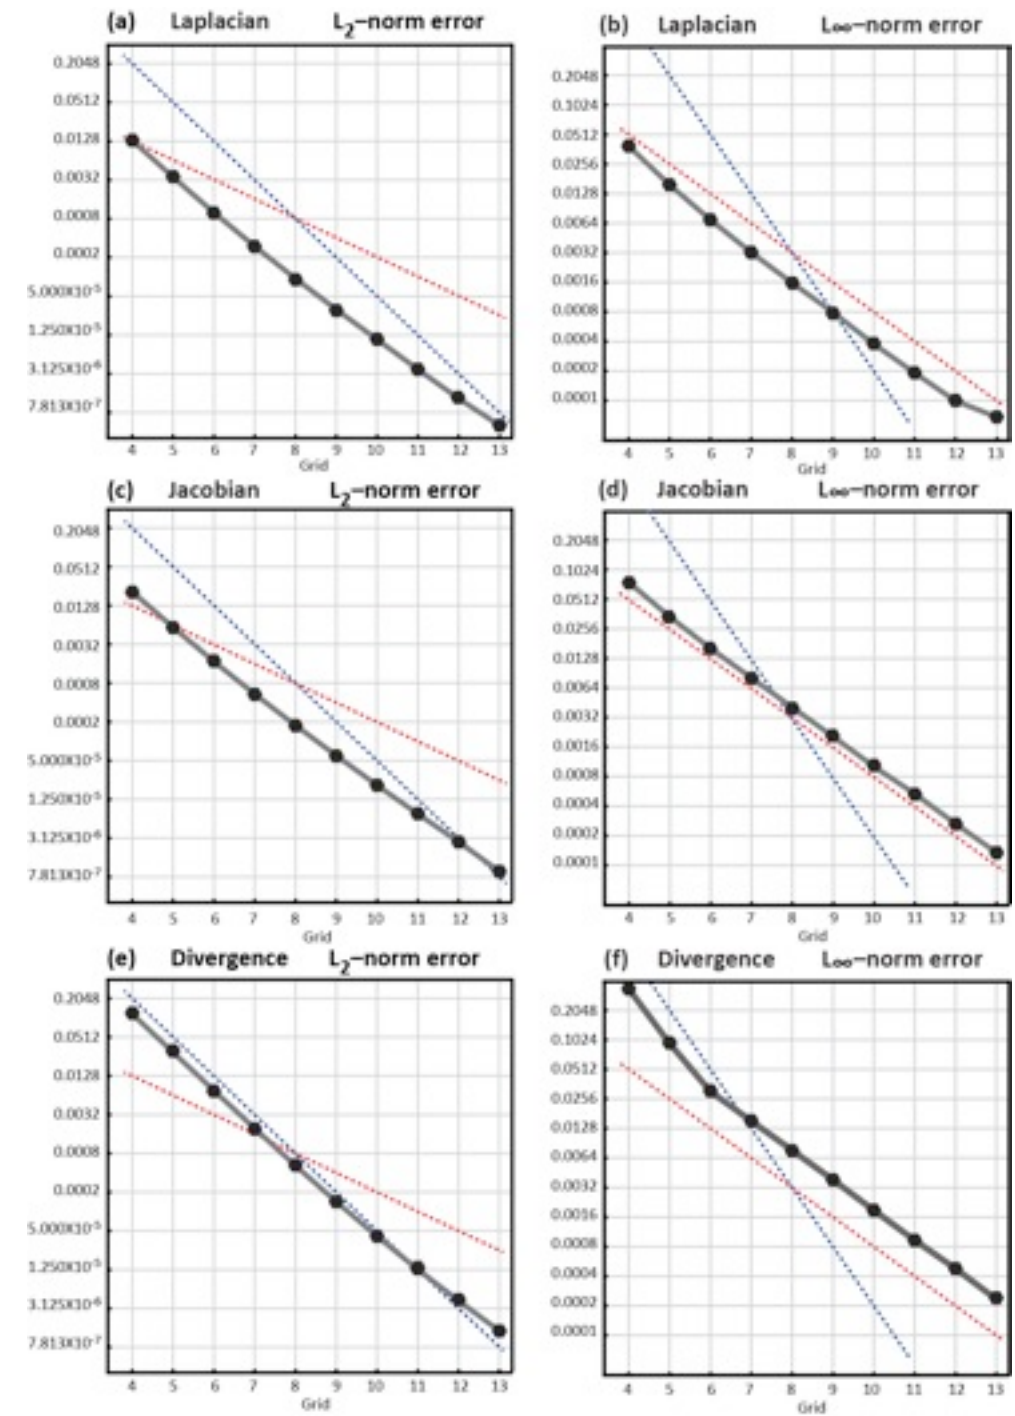 (a) Laplacian L₂−norm error
0.2048
0.0512
0.0128
0.0032
0.0008
0.0002
5.000X10⁻⁵
1.250X10⁻⁵
3.125X10⁻⁶
7.813X10⁻⁷
4 5 6 7 8 9 10 11 12 13
Grid
(b) Laplacian L∞−norm error
0.2048
0.1024
0.0512
0.0256
0.0128
0.0064
0.0032
0.0016
0.0008
0.0004
0.0002
0.0001
4 5 6 7 8 9 10 11 12 13
Grid
(c) Jacobian L₂−norm error
0.2048
0.0512
0.0128
0.0032
0.0008
0.0002
5.000X10⁻⁵
1.250X10⁻⁵
3.125X10⁻⁶
7.813X10⁻⁷
4 5 6 7 8 9 10 11 12 13
Grid
(d) Jacobian L∞−norm error
0.2048
0.1024
0.0512
0.0256
0.0128
0.0064
0.0032
0.0016
0.0008
0.0004
0.0002
0.0001
4 5 6 7 8 9 10 11 12 13
Grid
(e) Divergence L₂−norm error
0.2048
0.0512
0.0128
0.0032
0.0008
0.0002
5.000X10⁻⁵
1.250X10⁻⁵
3.125X10⁻⁶
7.813X10⁻⁷
4 5 6 7 8 9 10 11 12 13
Grid
(f) Divergence L∞−norm error
0.2048
0.1024
0.0512
0.0256
0.0128
0.0064
0.0032
0.0016
0.0008
0.0004
0.0002
0.0001
4 5 6 7 8 9 10 11 12 13
Grid